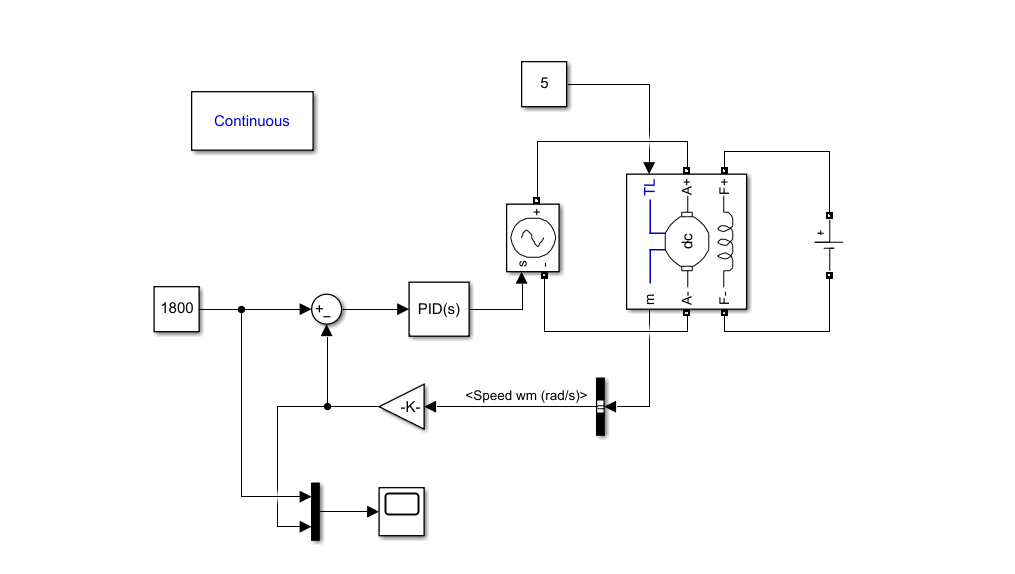 5
Continuous
TL
A+
F+
+
s
-
dc
+
m
A-
F-
1800
+
_
PID(s)
<Speed wm (rad/s)>
-K-